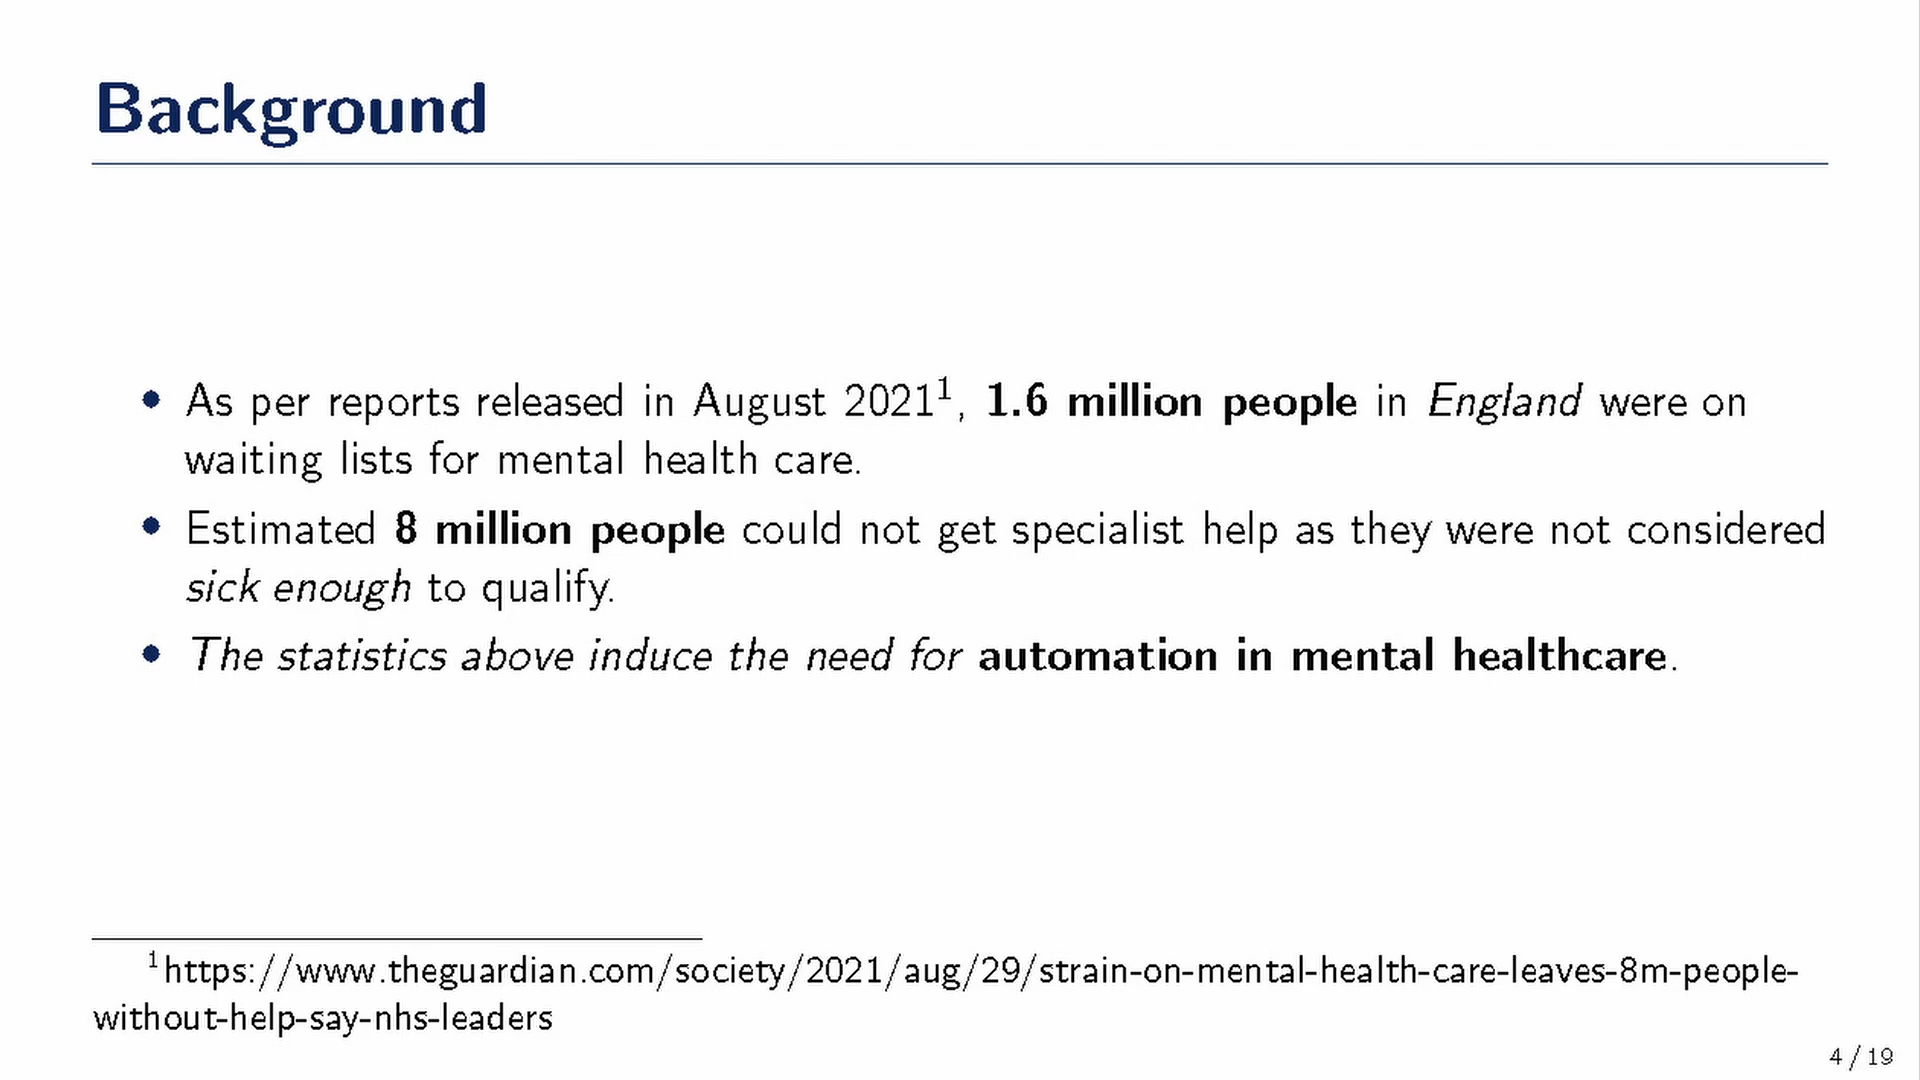 Background
• As per reports released in August 2021¹, 1.6 million people in England were on
waiting lists for mental health care.
• Estimated 8 million people could not get specialist help as they were not considered
sick enough to qualify.
• The statistics above induce the need for automation in mental healthcare.
¹https://www.theguardian.com/society/2021/aug/29/strain-on-mental-health-care-leaves-8m-people-
without-help-say-nhs-leaders
4 / 19